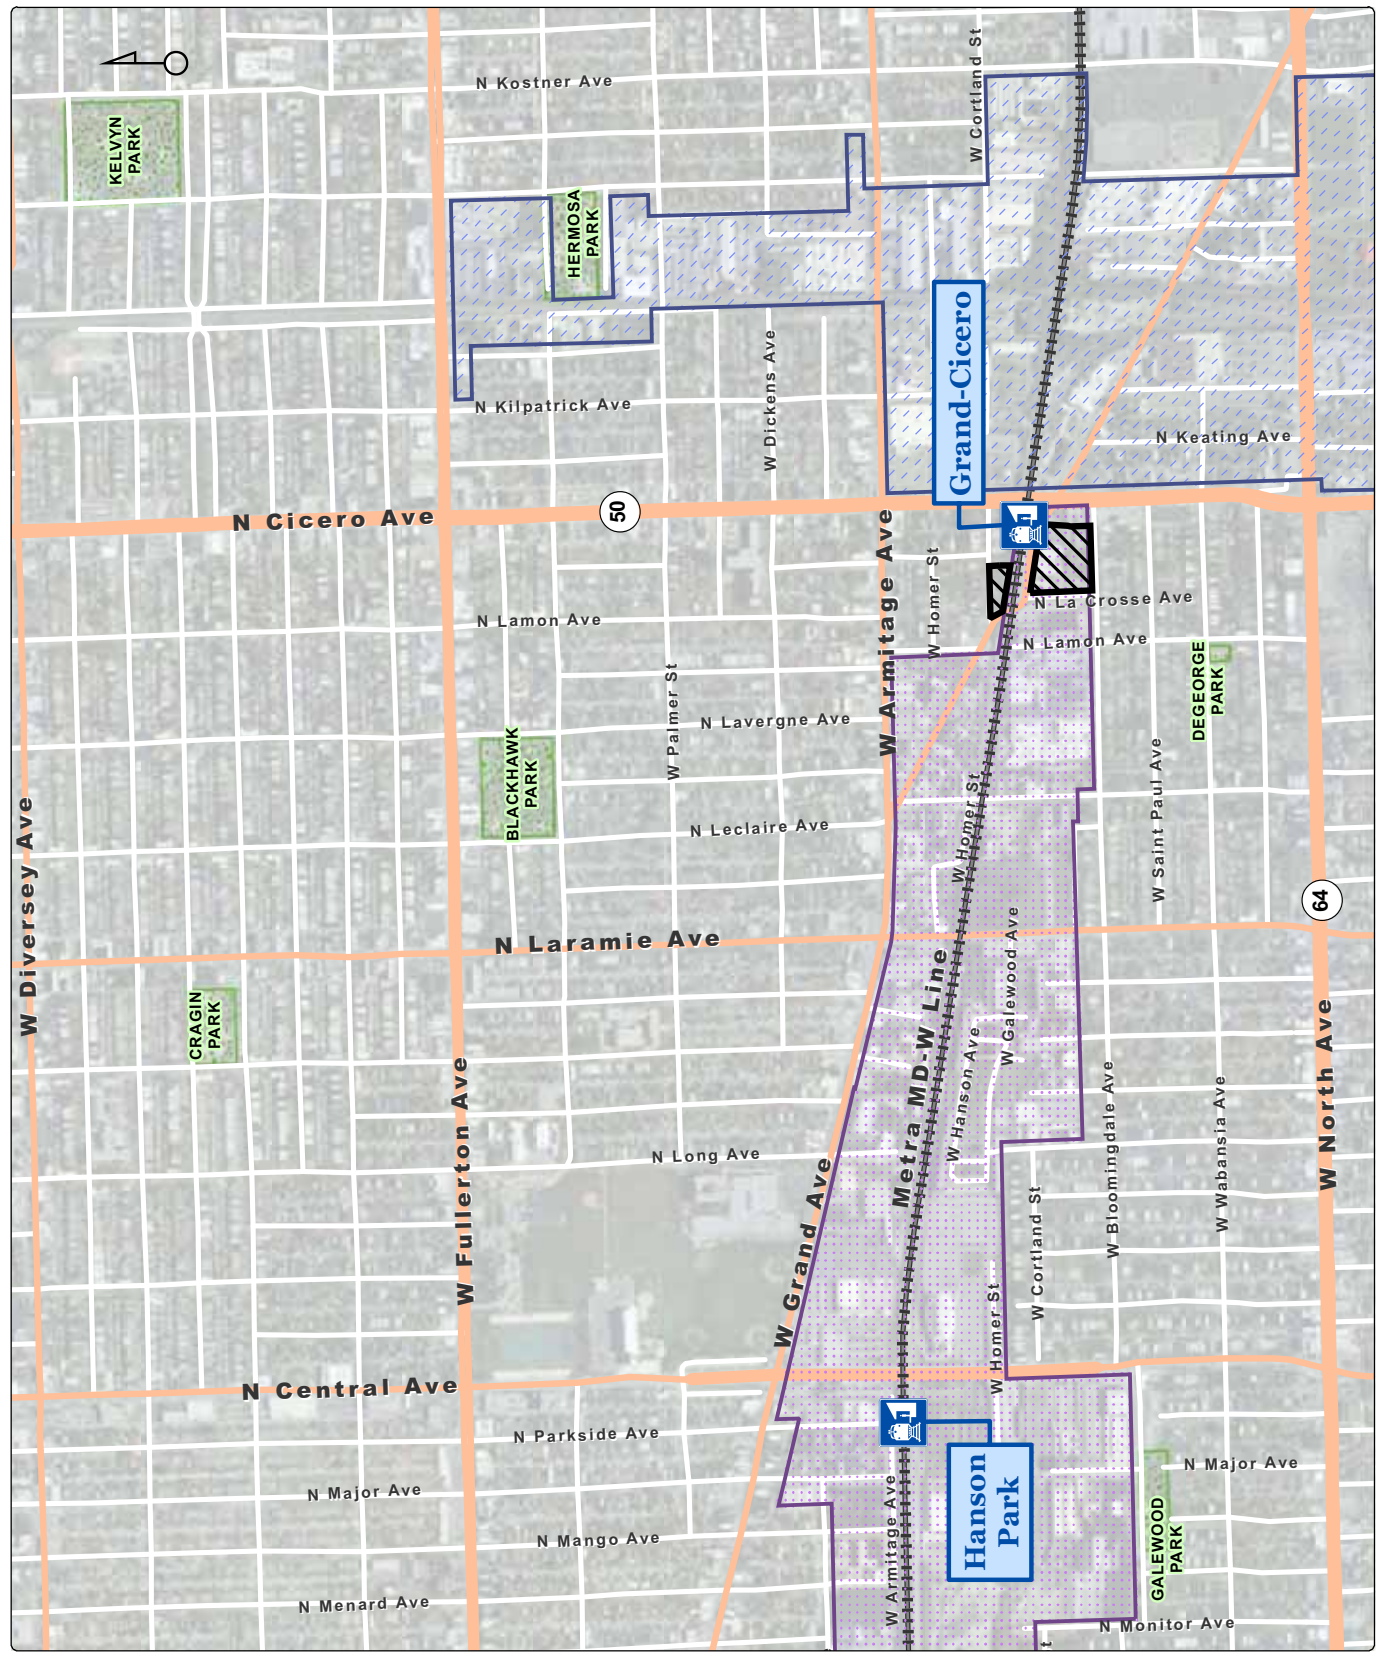 N Kostner Ave
W Cortland St
KELVYN
PARK
HERMOSA
PARK
Grand-Cicero
W Dickens Ave
N Kilpatrick Ave
N Keating Ave
N Cicero Ave
50
W Armitage Ave
W Homer St
N La Crosse Ave
N Lamon Ave
N Lamon Ave
DEGEORGE
PARK
W Palmer St
N Lavergne Ave
BLACKHAWK
PARK
W Saint Paul Ave
W Homer St
N Leclaire Ave
W Diversey Ave
64
N Laramie Ave
W Galewood Ave
Metra MD-W Line
CRAGIN
PARK
W Hanson Ave
W North Ave
W Fullerton Ave
W Bloomingdale Ave
W Wabansia Ave
N Long Ave
W Grand Ave
W Cortland St
W Homer St
N Central Ave
N Parkside Ave
Hanson
Park
N Major Ave
N Major Ave
W Armitage Ave
N Mango Ave
GALEWOOD
PARK
N Menard Ave
N Monitor Ave
t